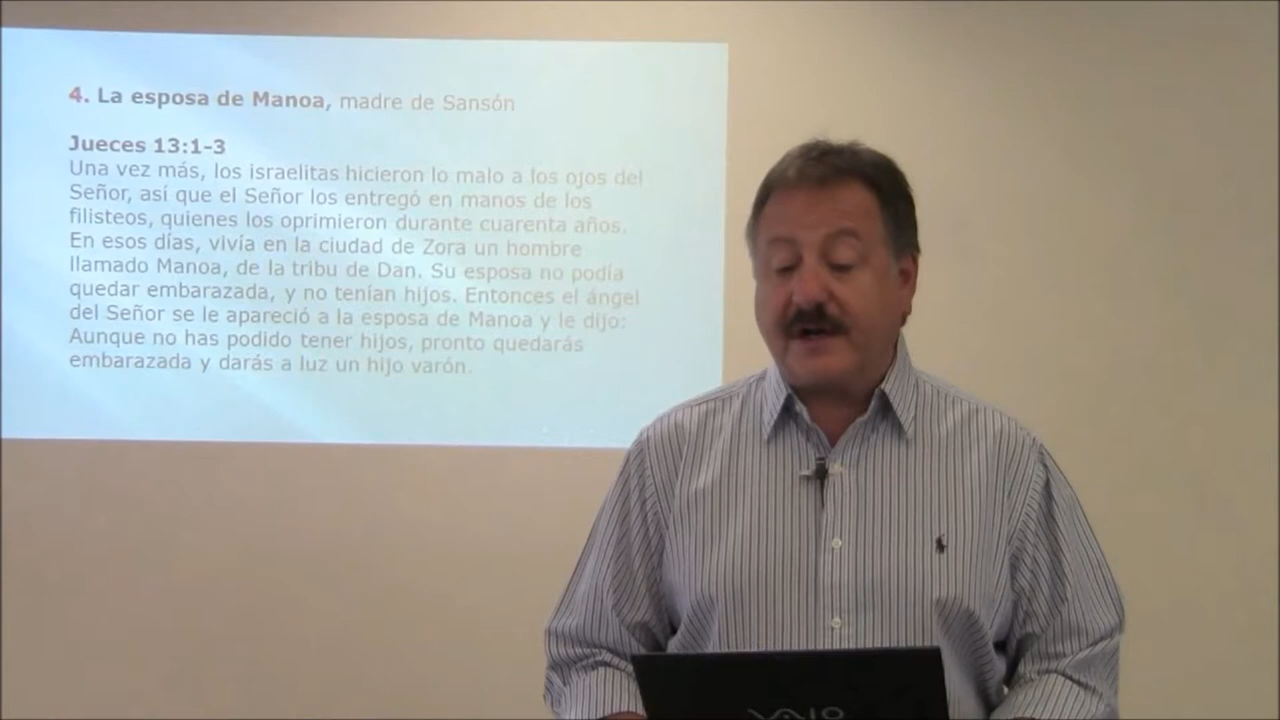 4. La esposa de Manoa, madre de Sansón
Jueces 13:1-3
Una vez más, los israelitas hicieron lo malo a los ojos del
Señor, así que el Señor los entregó en manos de los
filisteos, quienes los oprimieron durante cuarenta años.
En esos días, vivía en la ciudad de Zora un hombre
llamado Manoa, de la tribu de Dan. Su esposa no podía
quedar embarazada, y no tenían hijos. Entonces el ángel
del Señor se le apareció a la esposa de Manoa y le dijo:
Aunque no has podido tener hijos, pronto quedarás
embarazada y darás a luz un hijo varón.
VAIO